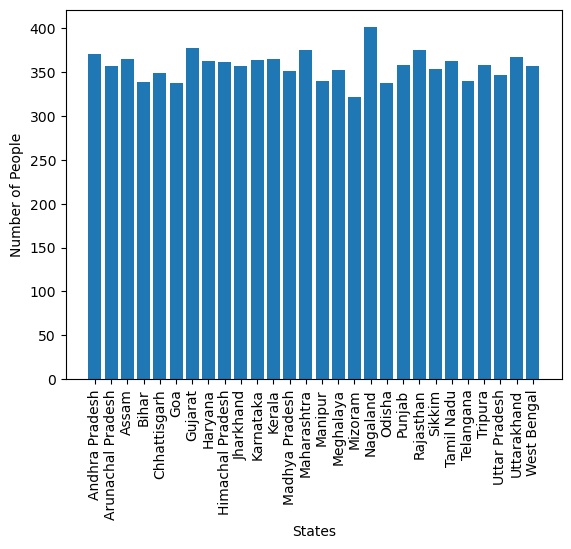 Number of People
400
350
300
250
200
150
100
50
0
Andhra Pradesh
Arunachal Pradesh
Assam
Bihar
Chhattisgarh
Goa
Gujarat
Haryana
Himachal Pradesh
Jharkhand
Karnataka
Kerala
Madhya Pradesh
Maharashtra
Manipur
Meghalaya
Mizoram
Nagaland
Odisha
Punjab
Rajasthan
Sikkim
Tamil Nadu
Telangana
Tripura
Uttar Pradesh
Uttarakhand
West Bengal
States